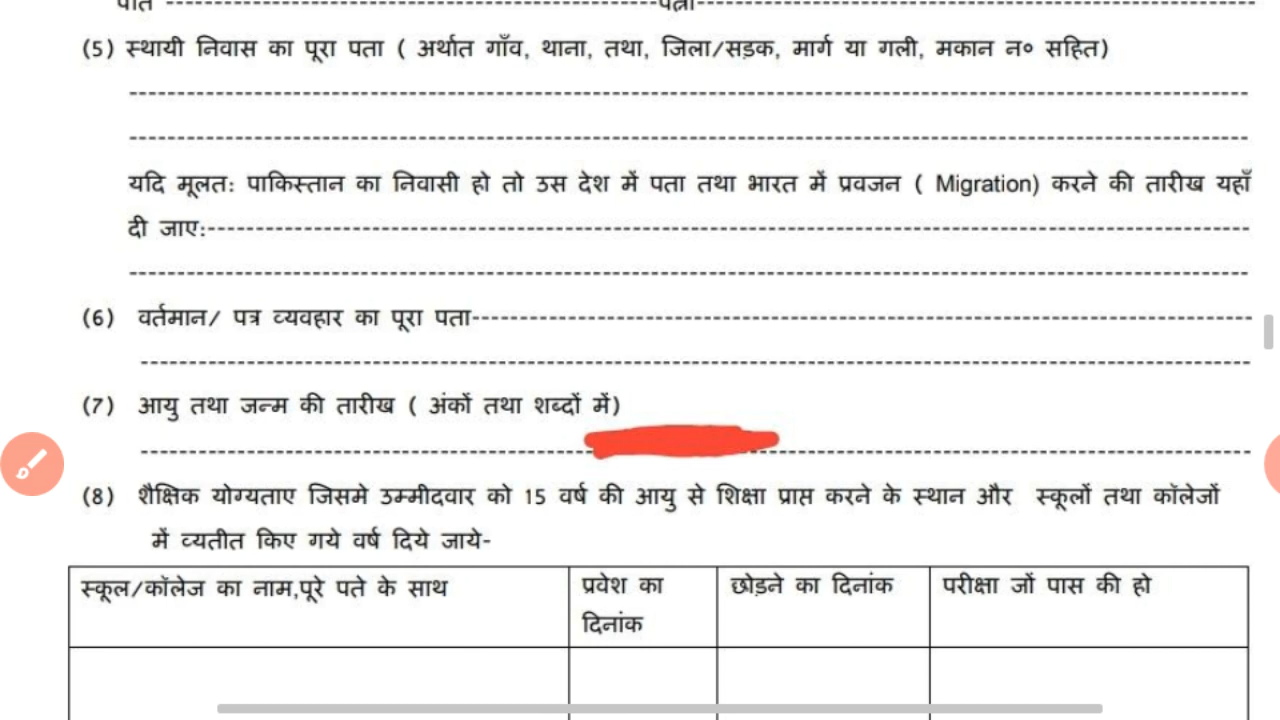 (5) स्थायी निवास का पूरा पता ( अर्थात गाँव, थाना, तथा, जिला/सड़क, मार्ग या गली, मकान न० सहित)
यदि मूलत: पाकिस्तान का निवासी हो तो उस देश में पता तथा भारत में प्रवजन ( Migration) करने की तारीख यहाँ
दी जाए:-
(6) वर्तमान/ पत्र व्यवहार का पूरा पता-
(7) आयु तथा जन्म की तारीख ( अंकों तथा शब्दों में)
(8) शैक्षिक योग्यताए जिसमे उम्मीदवार को 15 वर्ष की आयु से शिक्षा प्राप्त करने के स्थान और स्कूलों तथा कॉलेजों
में व्यतीत किए गये वर्ष दिये जाये-
स्कूल/कॉलेज का नाम,पूरे पते के साथ
प्रवेश का
दिनांक
छोड़ने का दिनांक
परीक्षा जों पास की हो